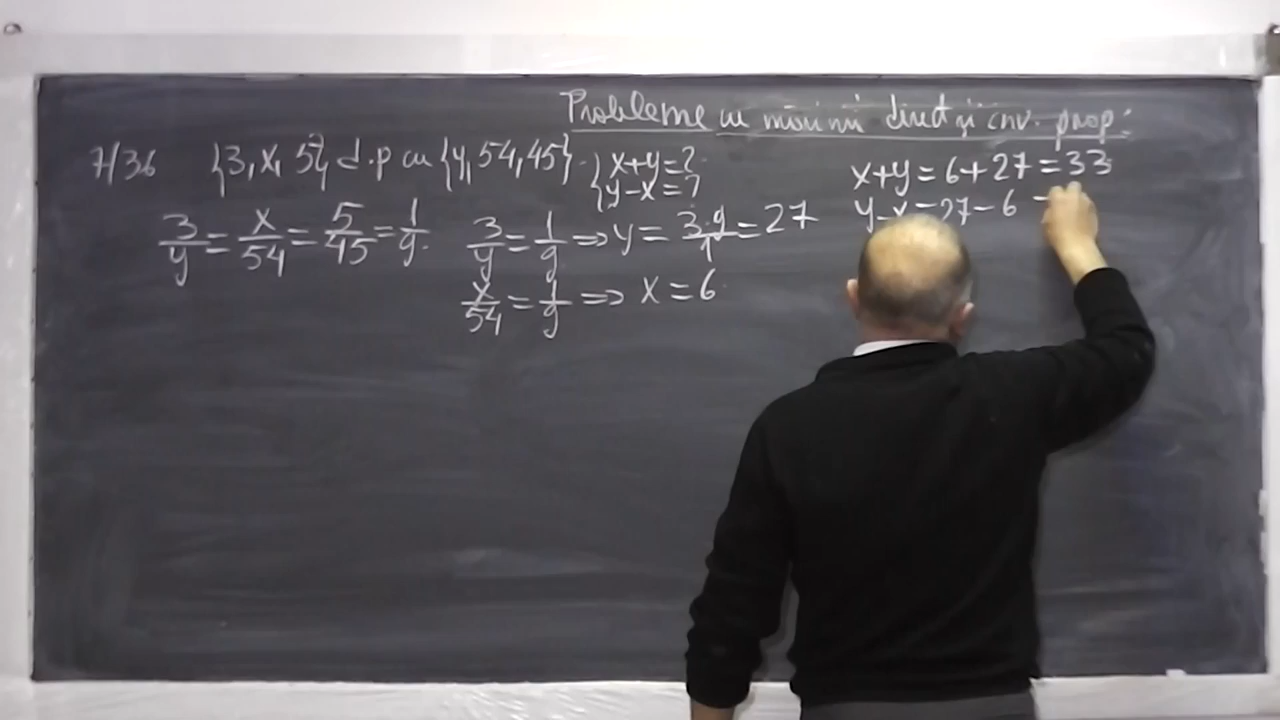 Probleme cu mărimi direct și inv. prop:
7/36 {3, x, 5} d.p cu {y, 54, 45}. { x+y=? y-x=?
3/y = x/54 = 5/45 = 1/9.
3/y = 1/9 => y = 3·9/1 = 27
x/54 = 1/9 => x = 6
x+y = 6+27 = 33
y-x = 27-6 =